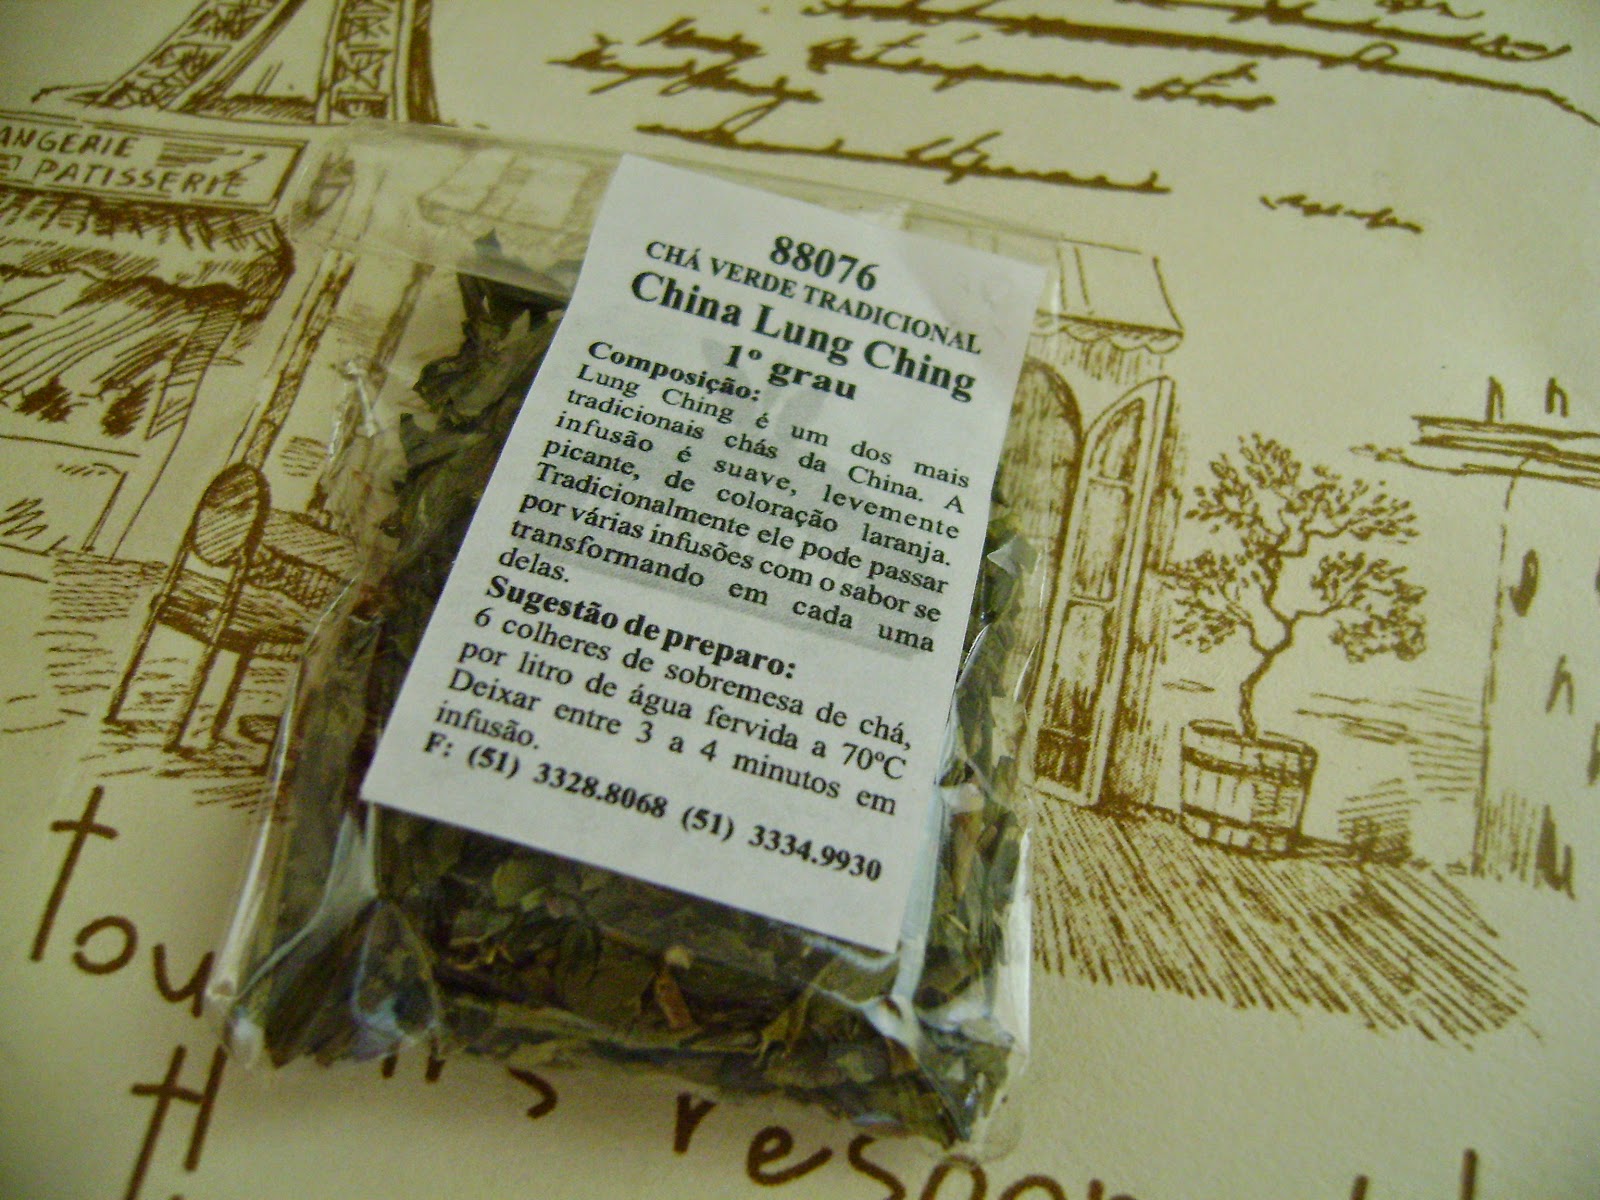 ANGERIE
PATISSERIE
88076
CHÁ VERDE TRADICIONAL
China Lung Ching
1º grau
Composição:
Lung Ching é um dos mais
tradicionais chás da China. A
infusão é suave, levemente
picante, de coloração laranja.
Tradicionalmente ele pode passar
por várias infusões com o sabor se
transformando em cada uma
delas.
Sugestão de preparo:
6 colheres de sobremesa de chá,
por litro de água fervida a 70ºC
Deixar entre 3 a 4 minutos em
infusão.
F: (51) 3328.8068 (51) 3334.9930